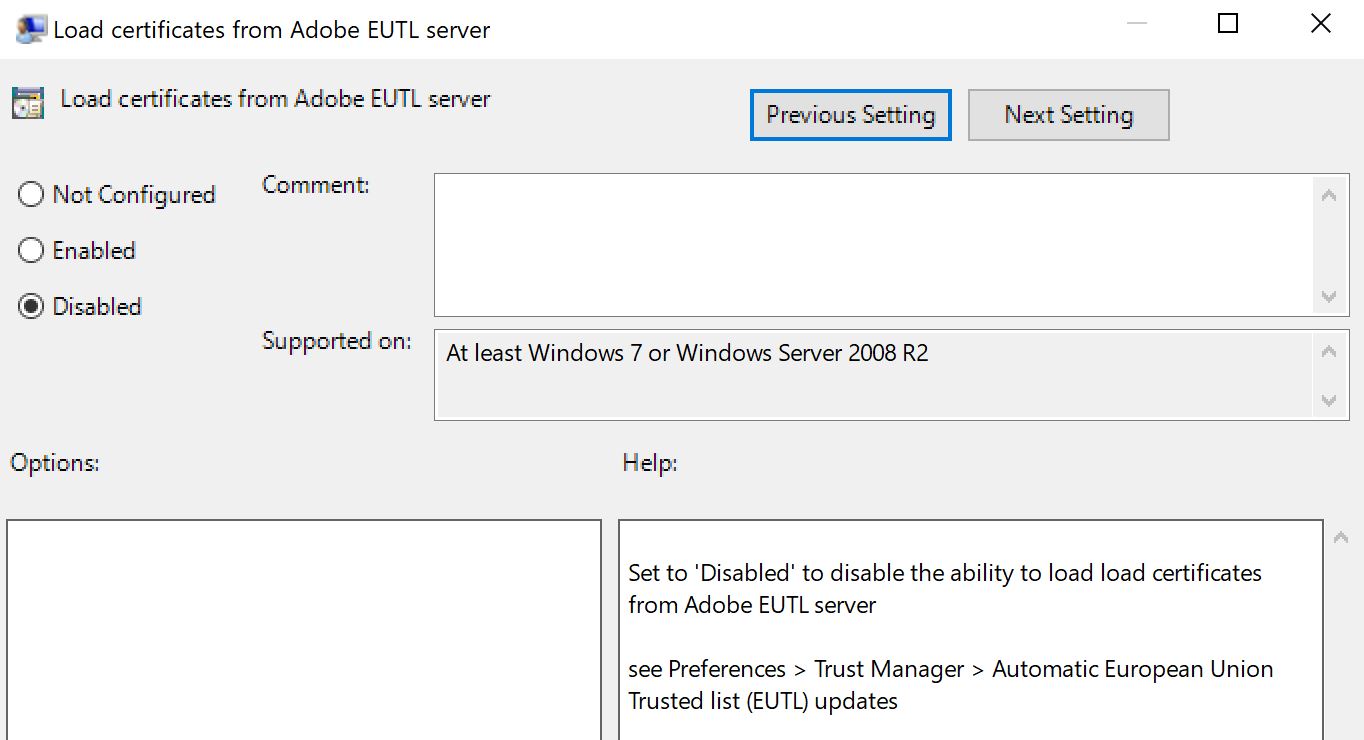 Load certificates from Adobe EUTL server
Load certificates from Adobe EUTL server
Previous Setting
Next Setting
Not Configured
Comment:
Enabled
Disabled
Supported on:
At least Windows 7 or Windows Server 2008 R2
Options:
Help:
Set to 'Disabled' to disable the ability to load load certificates
from Adobe EUTL server
see Preferences > Trust Manager > Automatic European Union
Trusted list (EUTL) updates